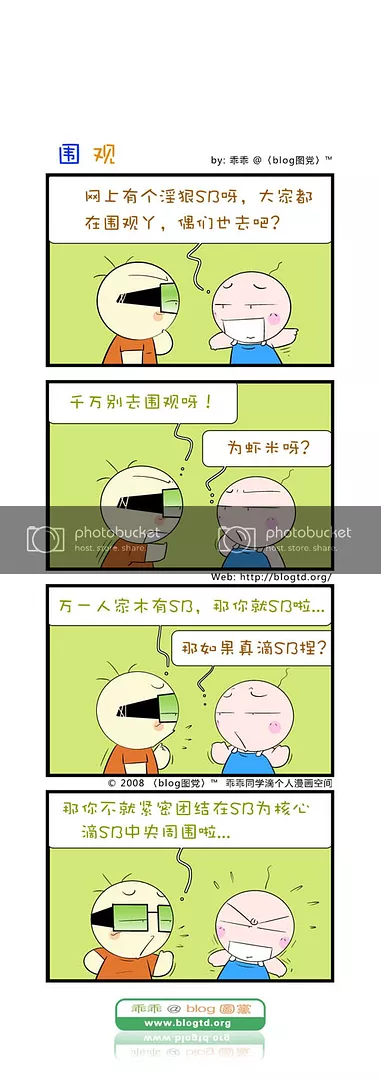 围 观
by: 乖乖 @〈blog图党〉™
网上有个淫狠SB呀，大家都
在围观丫，偶们也去吧？
千万别去围观呀！
为虾米呀？
photobucket
host. store. share.
photobucket
host. store. share.
Web: http://blogtd.org/
万一人家木有SB，那你就SB啦...
那如果真滴SB捏？
© 2008 〈blog图党〉™ 乖乖同学滴个人漫画空间
那你不就紧密团结在SB为核心
滴SB中央周围啦...
乖乖 @ blog 圖黨
www.blogtd.org